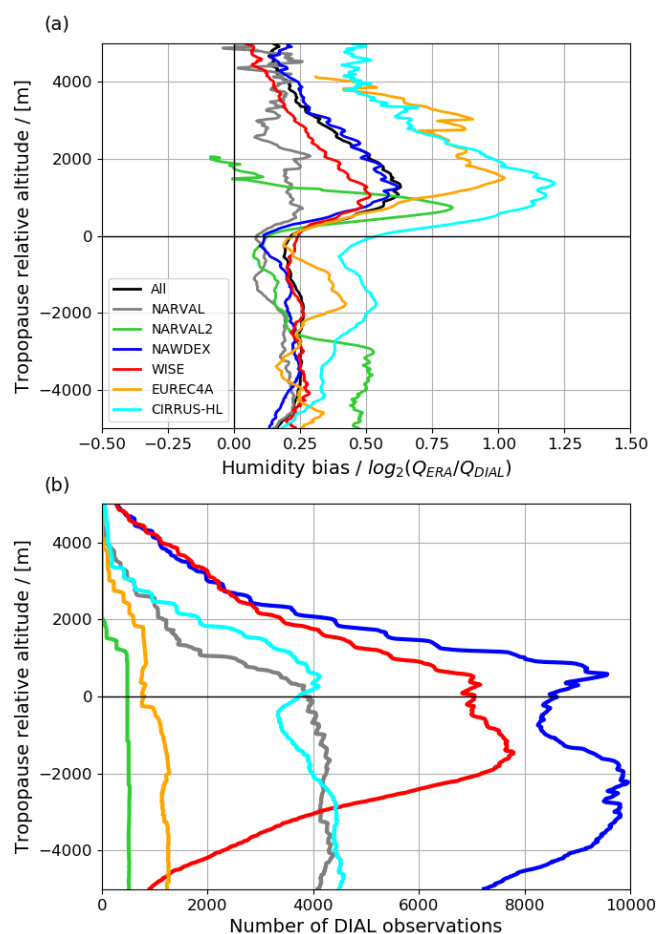 (a)
4000
2000
0
−2000
−4000
Tropopause relative altitude / [m]
All
NARVAL
NARVAL2
NAWDEX
WISE
EUREC4A
CIRRUS-HL
−0.50 −0.25 0.00 0.25 0.50 0.75 1.00 1.25 1.50
Humidity bias / log₂(Q_ERA/Q_DIAL)
(b)
4000
2000
0
−2000
−4000
Tropopause relative altitude / [m]
0 2000 4000 6000 8000 10000
Number of DIAL observations